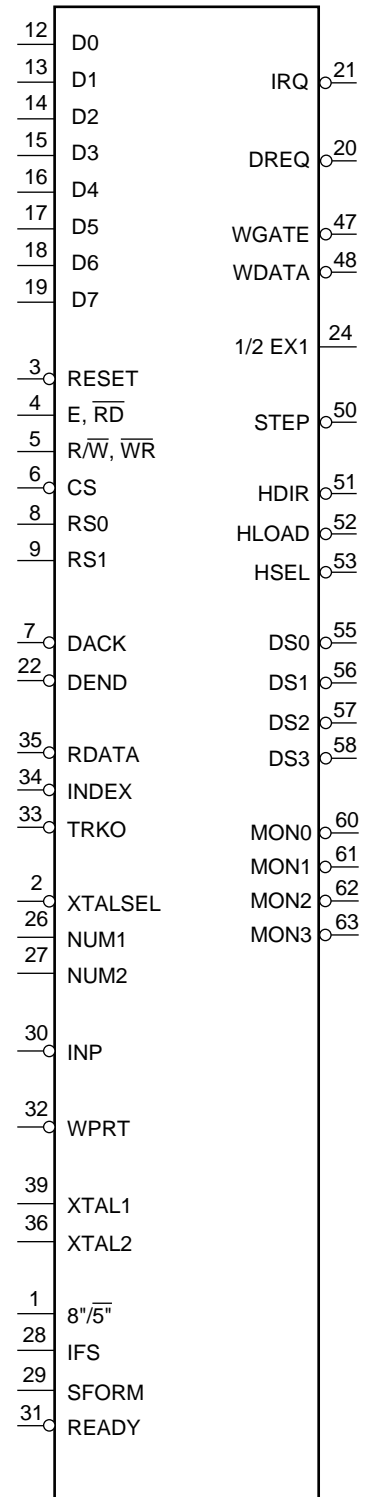 12 D0
13 D1
14 D2
15 D3
16 D4
17 D5
18 D6
19 D7
3 RESET
4 E, R̅D̅
5 R/W̅, W̅R̅
6 CS
8 RS0
9 RS1
7 DACK
22 DEND
35 RDATA
34 INDEX
33 TRKO
2 XTALSEL
26 NUM1
27 NUM2
30 INP
32 WPRT
39 XTAL1
36 XTAL2
1 8"/5̅"̅
28 IFS
29 SFORM
31 READY
IRQ 21
DREQ 20
WGATE 47
WDATA 48
1/2 EX1 24
STEP 50
HDIR 51
HLOAD 52
HSEL 53
DS0 55
DS1 56
DS2 57
DS3 58
MON0 60
MON1 61
MON2 62
MON3 63